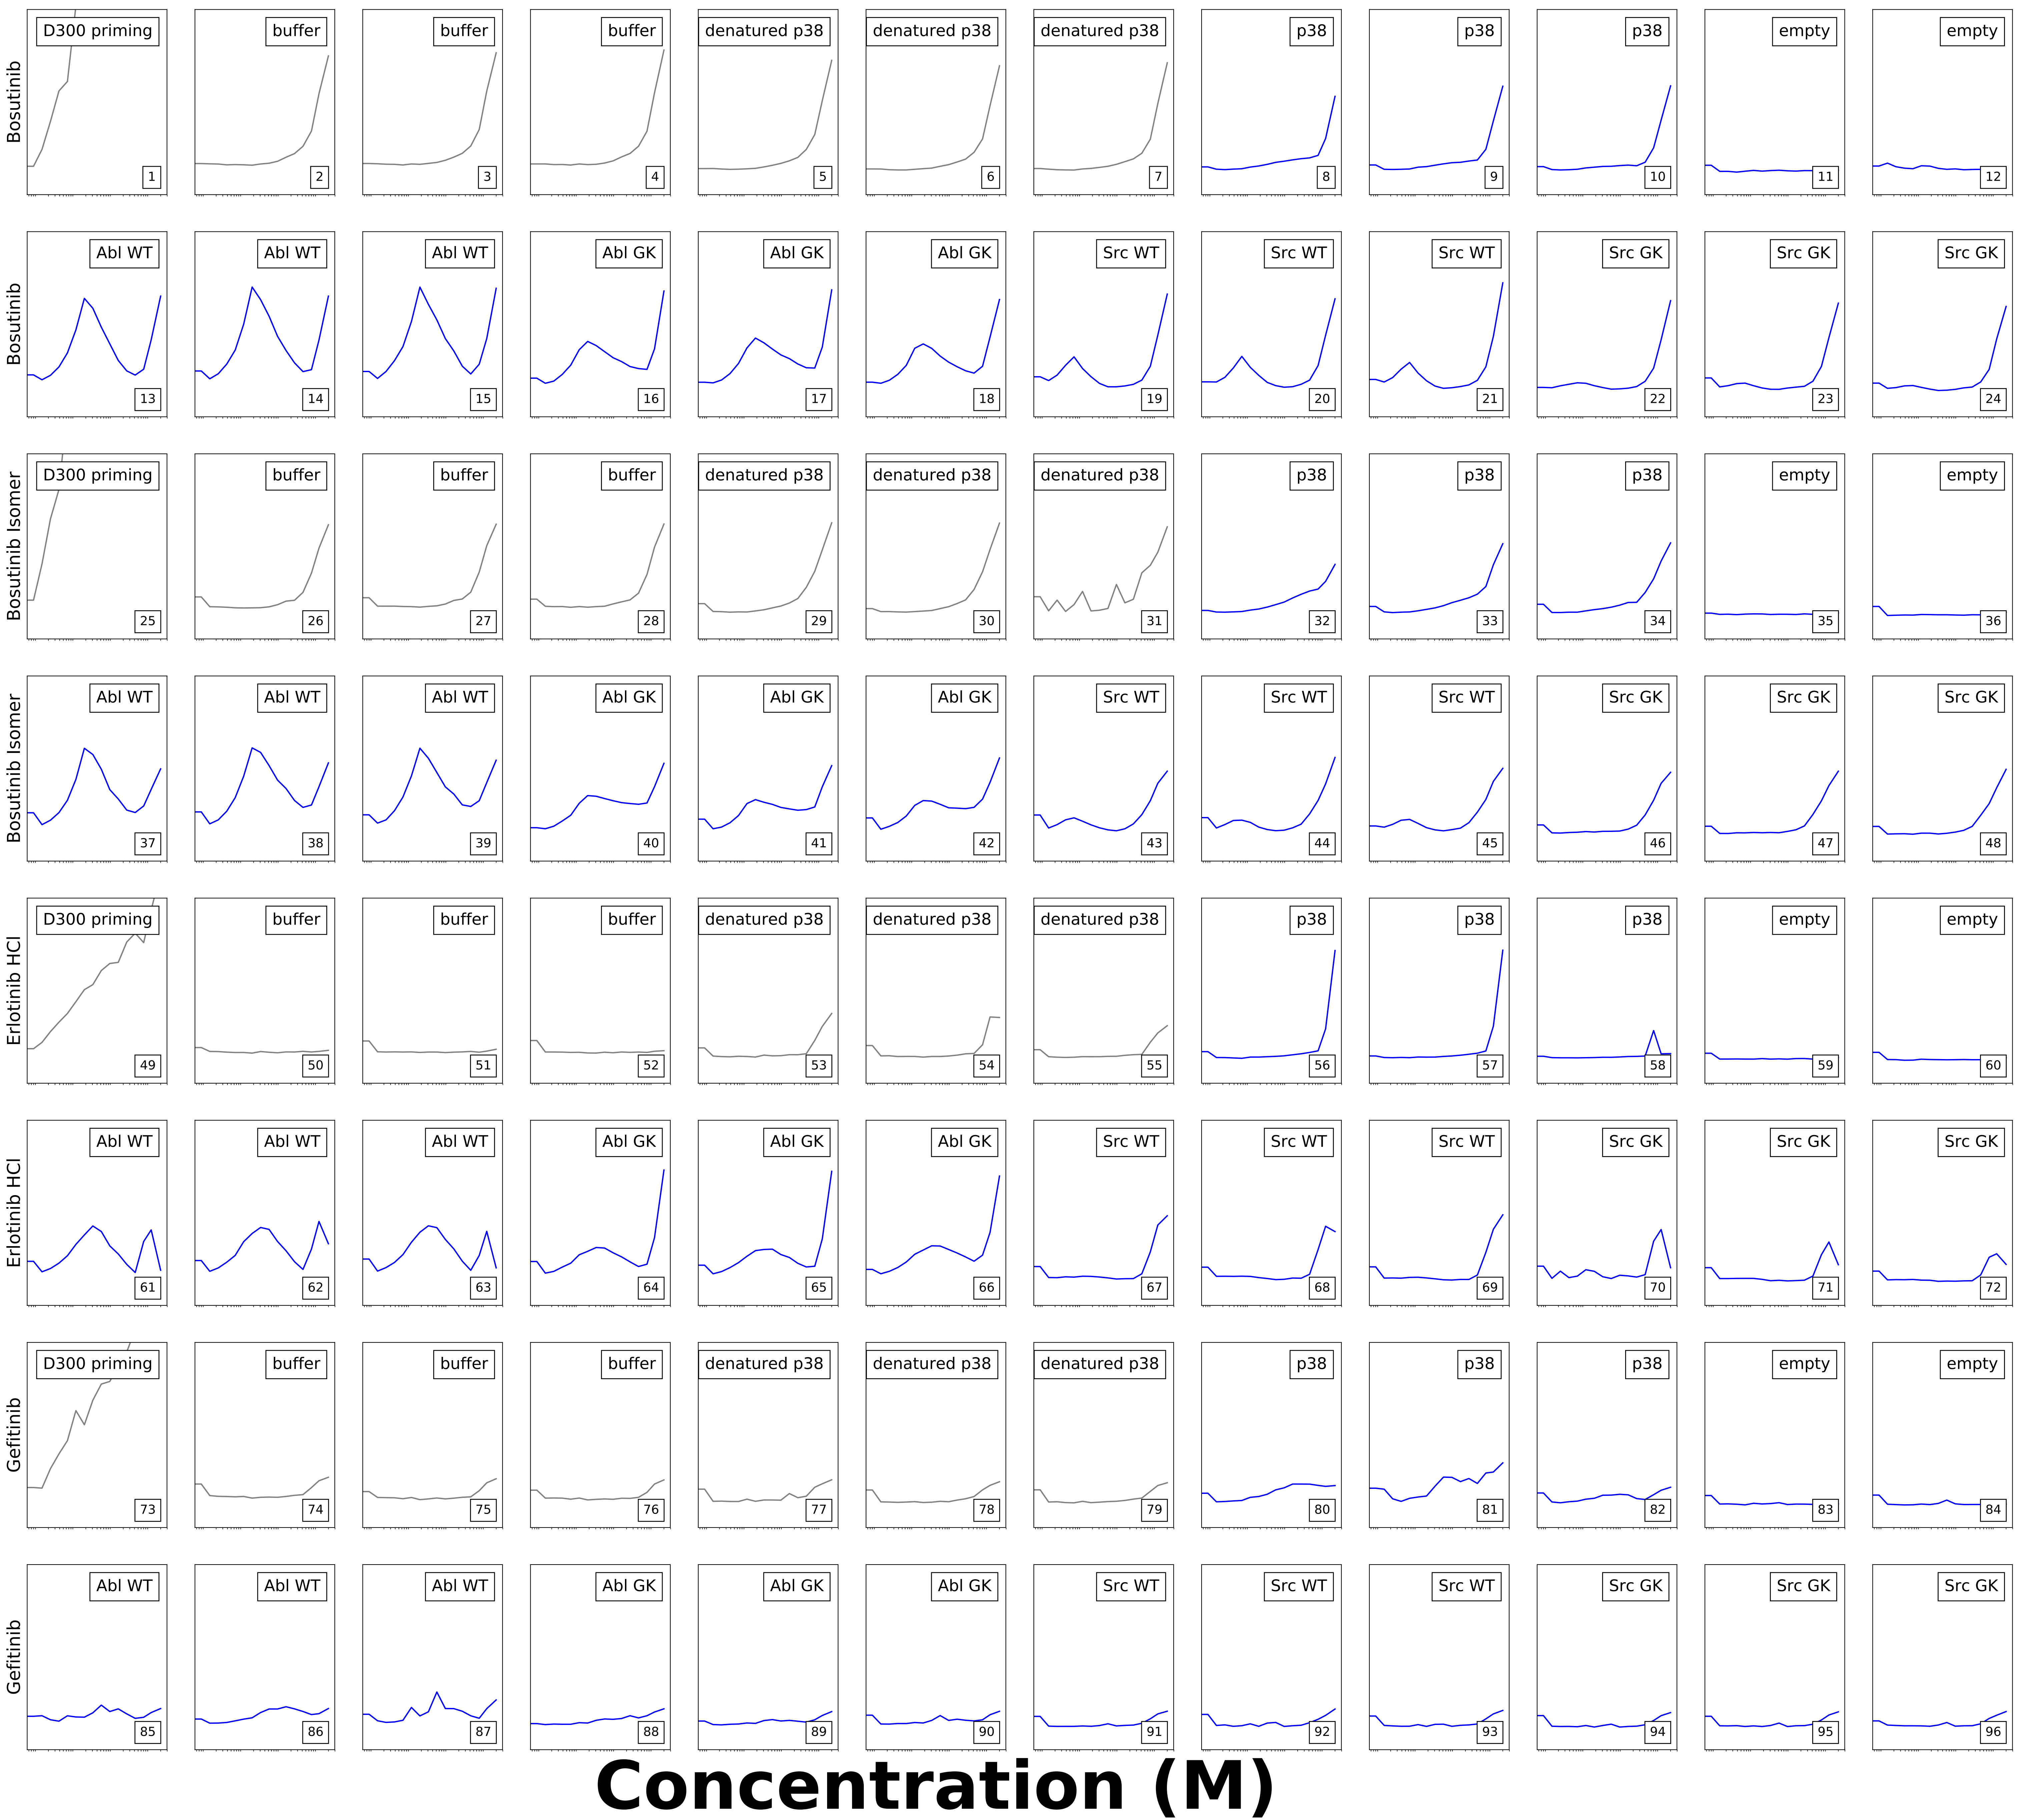 Bosutinib
D300 priming buffer buffer buffer denatured p38 denatured p38 denatured p38 p38 p38 p38 empty empty
1 2 3 4 5 6 7 8 9 10 11 12
Bosutinib
Abl WT Abl WT Abl WT Abl GK Abl GK Abl GK Src WT Src WT Src WT Src GK Src GK Src GK
13 14 15 16 17 18 19 20 21 22 23 24
Bosutinib Isomer
D300 priming buffer buffer buffer denatured p38 denatured p38 denatured p38 p38 p38 p38 empty empty
25 26 27 28 29 30 31 32 33 34 35 36
Bosutinib Isomer
Abl WT Abl WT Abl WT Abl GK Abl GK Abl GK Src WT Src WT Src WT Src GK Src GK Src GK
37 38 39 40 41 42 43 44 45 46 47 48
Erlotinib HCl
D300 priming buffer buffer buffer denatured p38 denatured p38 denatured p38 p38 p38 p38 empty empty
49 50 51 52 53 54 55 56 57 58 59 60
Erlotinib HCl
Abl WT Abl WT Abl WT Abl GK Abl GK Abl GK Src WT Src WT Src WT Src GK Src GK Src GK
61 62 63 64 65 66 67 68 69 70 71 72
Gefitinib
D300 priming buffer buffer buffer denatured p38 denatured p38 denatured p38 p38 p38 p38 empty empty
73 74 75 76 77 78 79 80 81 82 83 84
Gefitinib
Abl WT Abl WT Abl WT Abl GK Abl GK Abl GK Src WT Src WT Src WT Src GK Src GK Src GK
85 86 87 88 89 90 91 92 93 94 95 96
Concentration (M)